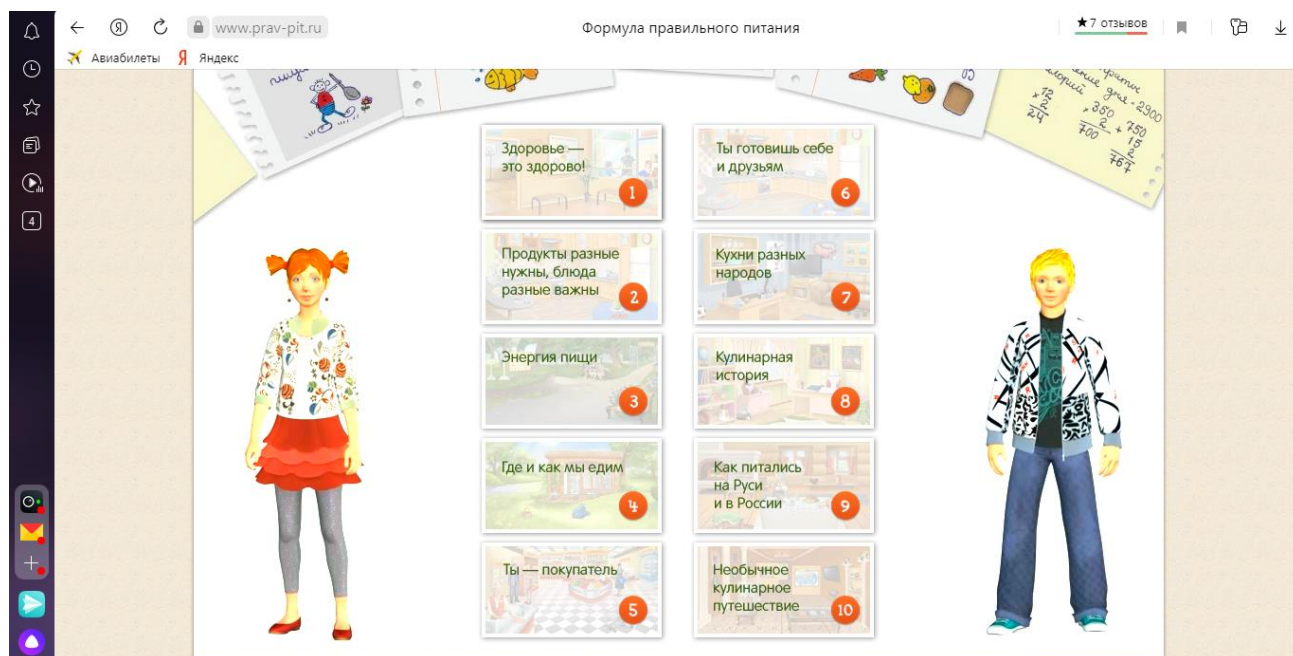 www.prav-pit.ru
Формула правильного питания
★7 отзывов
Авиабилеты
Я Яндекс
4
Здоровье —
это здорово!
1
Ты готовишь себе
и друзьям
6
Продукты разные
нужны, блюда
разные важны
2
Кухни разных
народов
7
Энергия пищи
3
Кулинарная
история
8
Где и как мы едим
4
Как питались
на Руси
и в России
9
Ты — покупатель
5
Необычное
кулинарное
путешествие
10